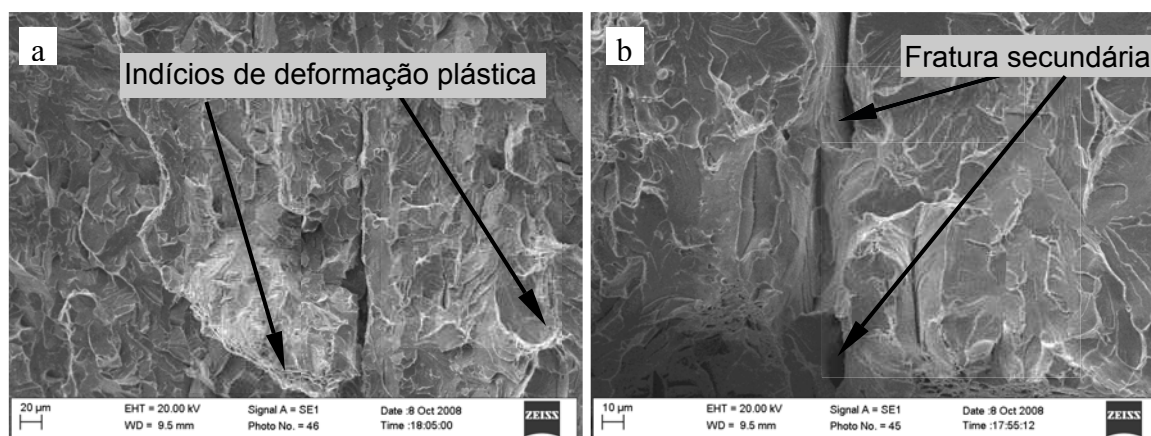 a
Indícios de deformação plástica
20 µm
EHT = 20.00 kV
WD = 9.5 mm
Signal A = SE1
Photo No. = 46
Date :8 Oct 2008
Time :18:05:00
ZEISS
b
Fratura secundária
10 µm
EHT = 20.00 kV
WD = 9.5 mm
Signal A = SE1
Photo No. = 45
Date :8 Oct 2008
Time :17:55:12
ZEISS